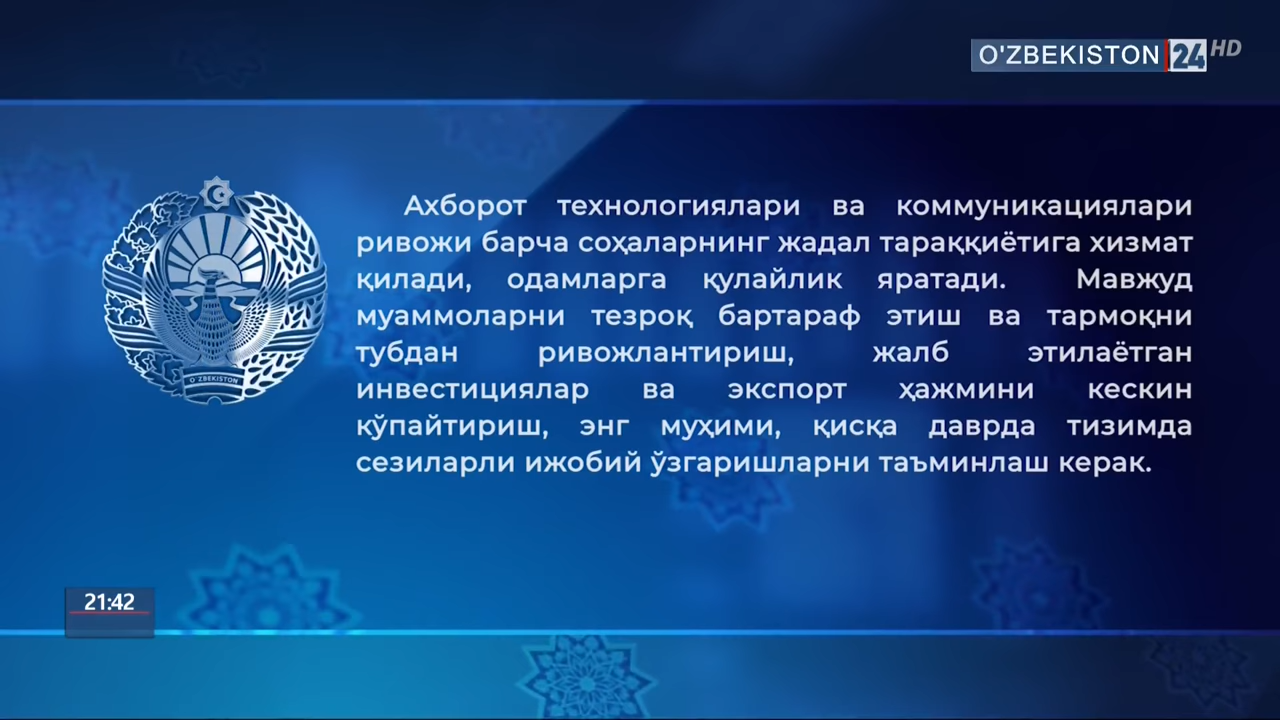 O'ZBEKISTON 24 HD
Ахборот технологиялари ва коммуникациялари
ривожи барча соҳаларнинг жадал тараққиётига хизмат
қилади, одамларга қулайлик яратади. Мавжуд
муаммоларни тезроқ бартараф этиш ва тармоқни
тубдан ривожлантириш, жалб этилаётган
инвестициялар ва экспорт ҳажмини кескин
кўпайтириш, энг муҳими, қисқа даврда тизимда
сезиларли ижобий ўзгаришларни таъминлаш керак.
O'ZBEKISTON
21:42